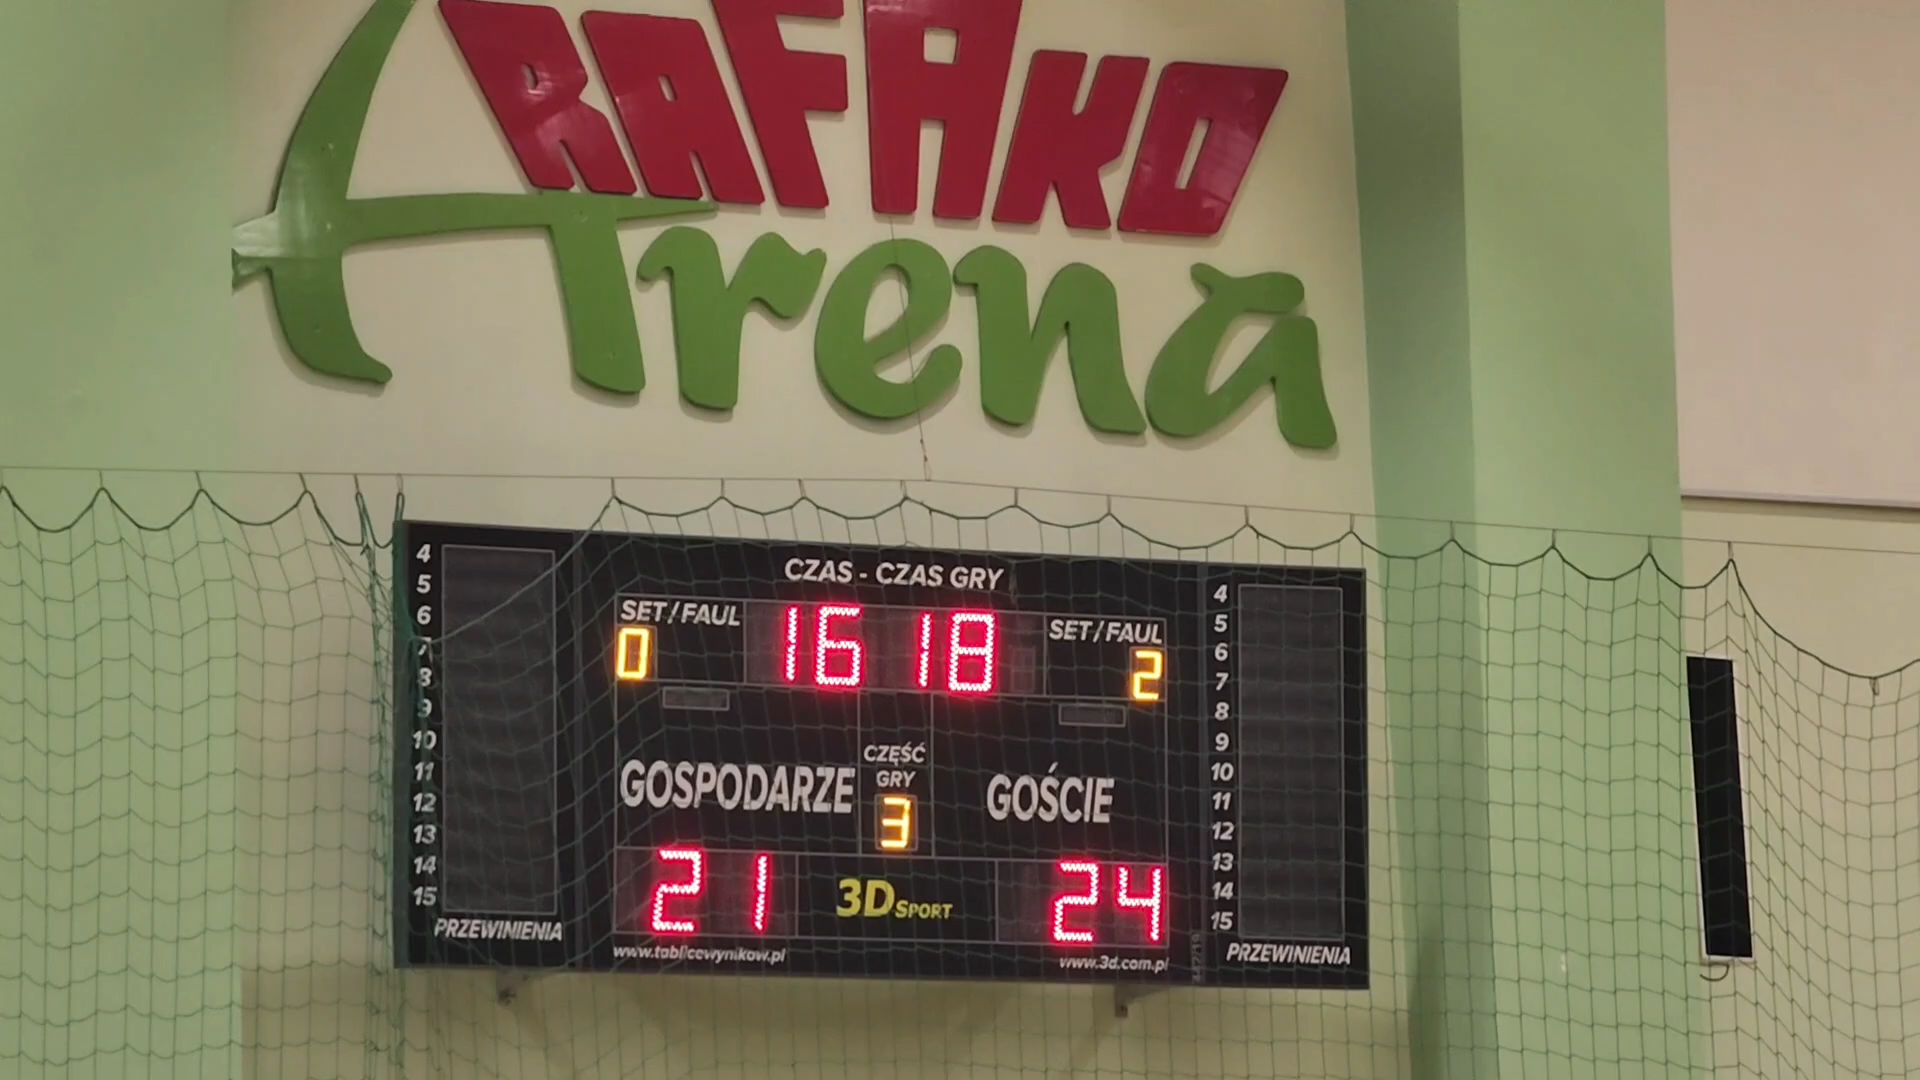 RAFAKO
Arena
CZAS - CZAS GRY
SET/FAUL 16 18 SET/FAUL
0 2
GOSPODARZE CZĘŚĆ GRY GOŚCIE
3
21 3D SPORT 24
www.tablicewynikow.pl www.3d.com.pl
4
5
6
7
8
9
10
11
12
13
14
15
PRZEWINIENIA
4
5
6
7
8
9
10
11
12
13
14
15
PRZEWINIENIA